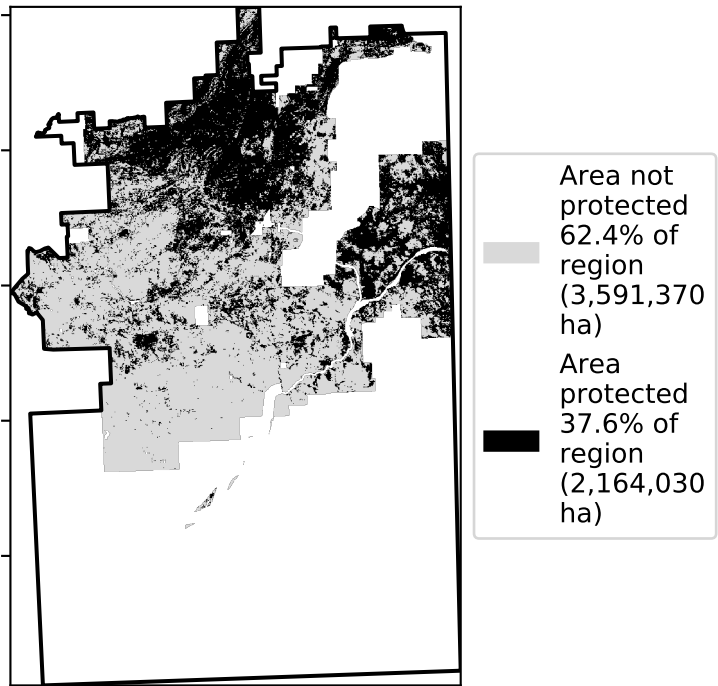 Area not
protected
62.4% of
region
(3,591,370
ha)
Area
protected
37.6% of
region
(2,164,030
ha)